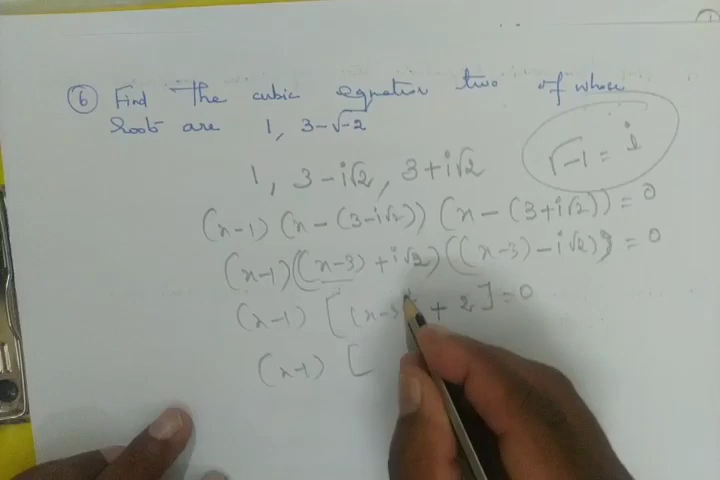 ⑥ Find The cubic equation two of whose
Roots are 1, 3-√-2
√-1 = i
1, 3-i√2, 3+i√2
(x-1) (x-(3-i√2)) (x-(3+i√2)) = 0
(x-1)((x-3)+i√2)((x-3)-i√2)} = 0
(x-1) [(x-3)² + 2] = 0
(x-1) [